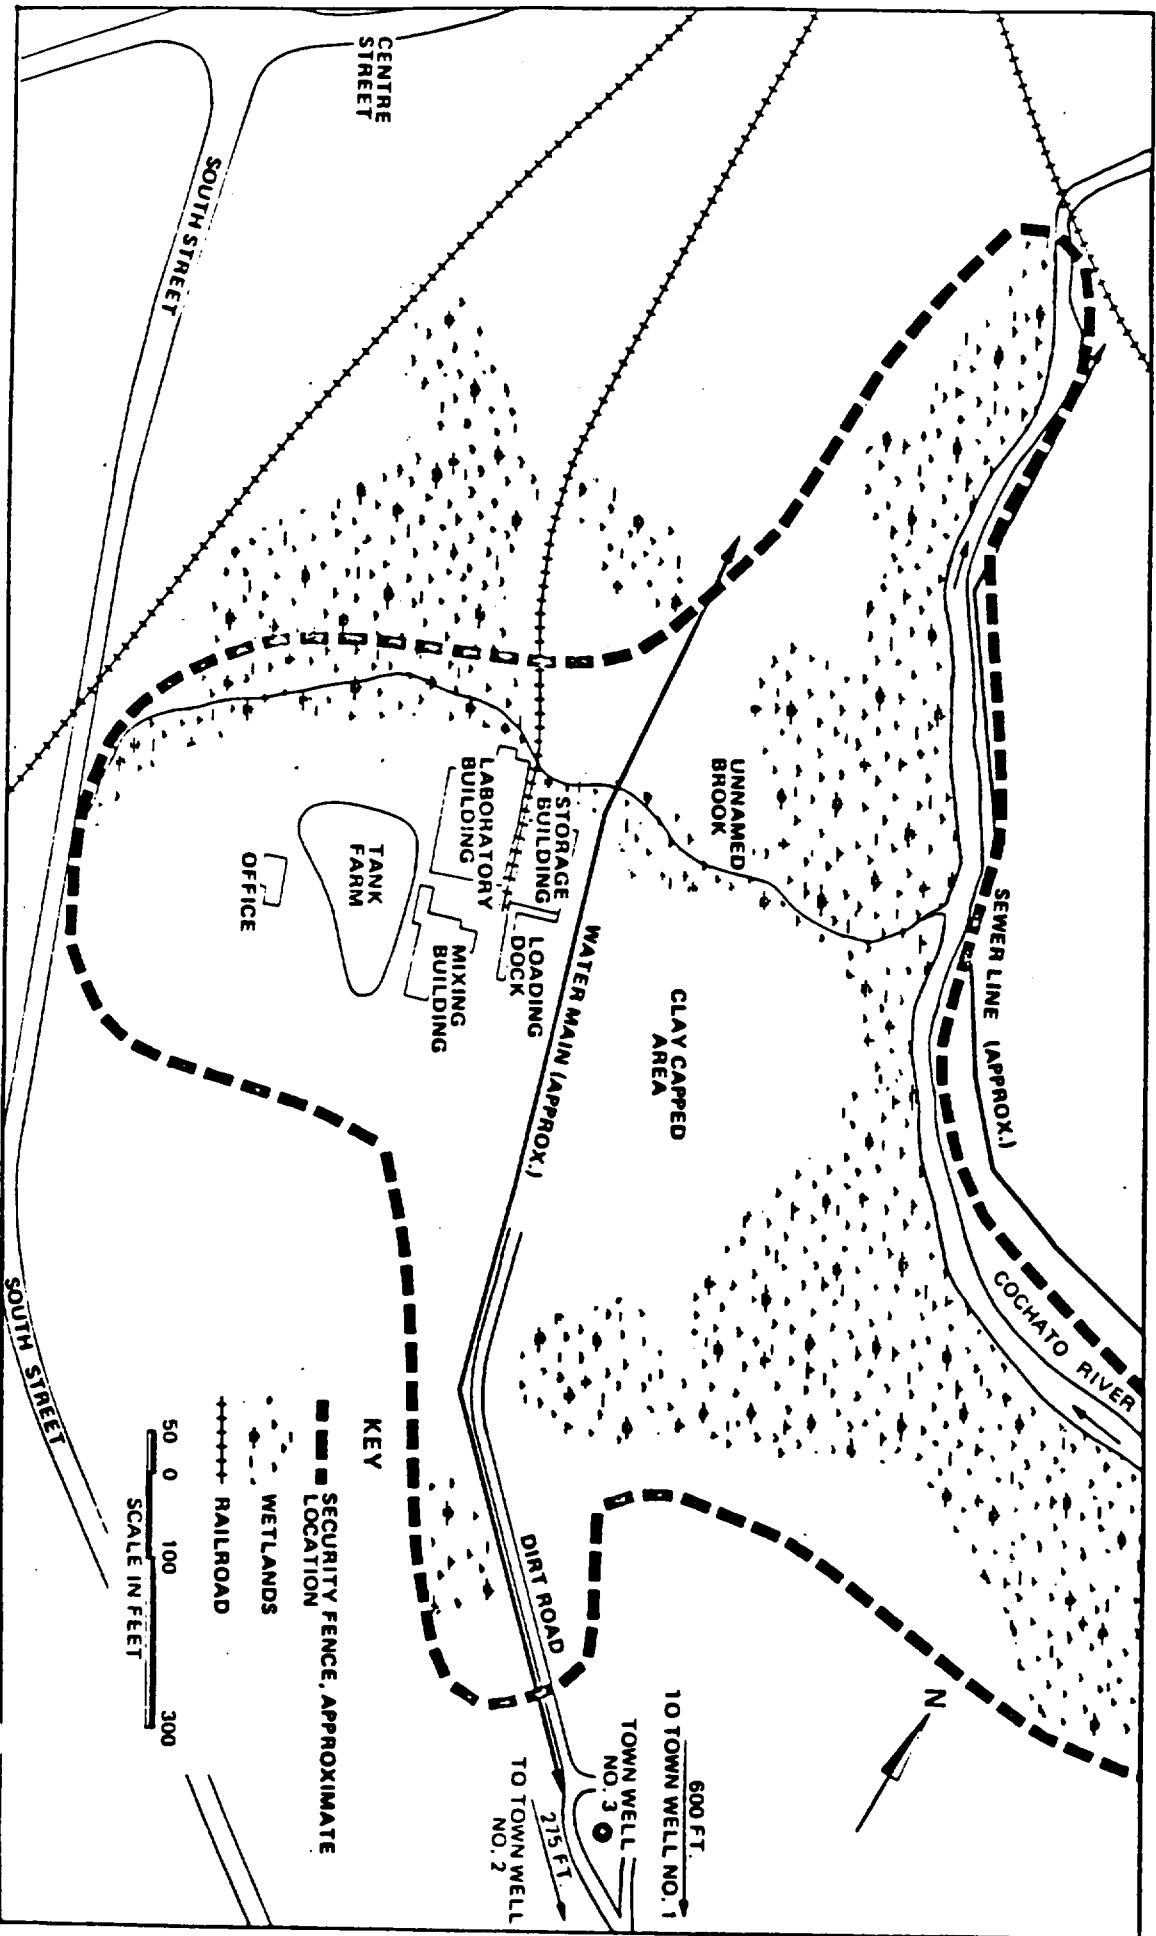 CENTRE
STREET
SOUTH STREET
UNNAMED
BROOK
SEWER LINE (APPROX.)
STORAGE
BUILDING
LABORATORY
BUILDING
TANK
FARM
OFFICE
LOADING
DOCK
MIXING
BUILDING
WATER MAIN (APPROX.)
CLAY CAPPED
AREA
COCHATO RIVER
SOUTH STREET
DIRT ROAD
N
600 FT.
TO TOWN WELL NO. 1
TOWN WELL
NO. 3
275 FT.
TO TOWN WELL
NO. 2
KEY
SECURITY FENCE, APPROXIMATE
LOCATION
WETLANDS
RAILROAD
50 0 100 300
SCALE IN FEET